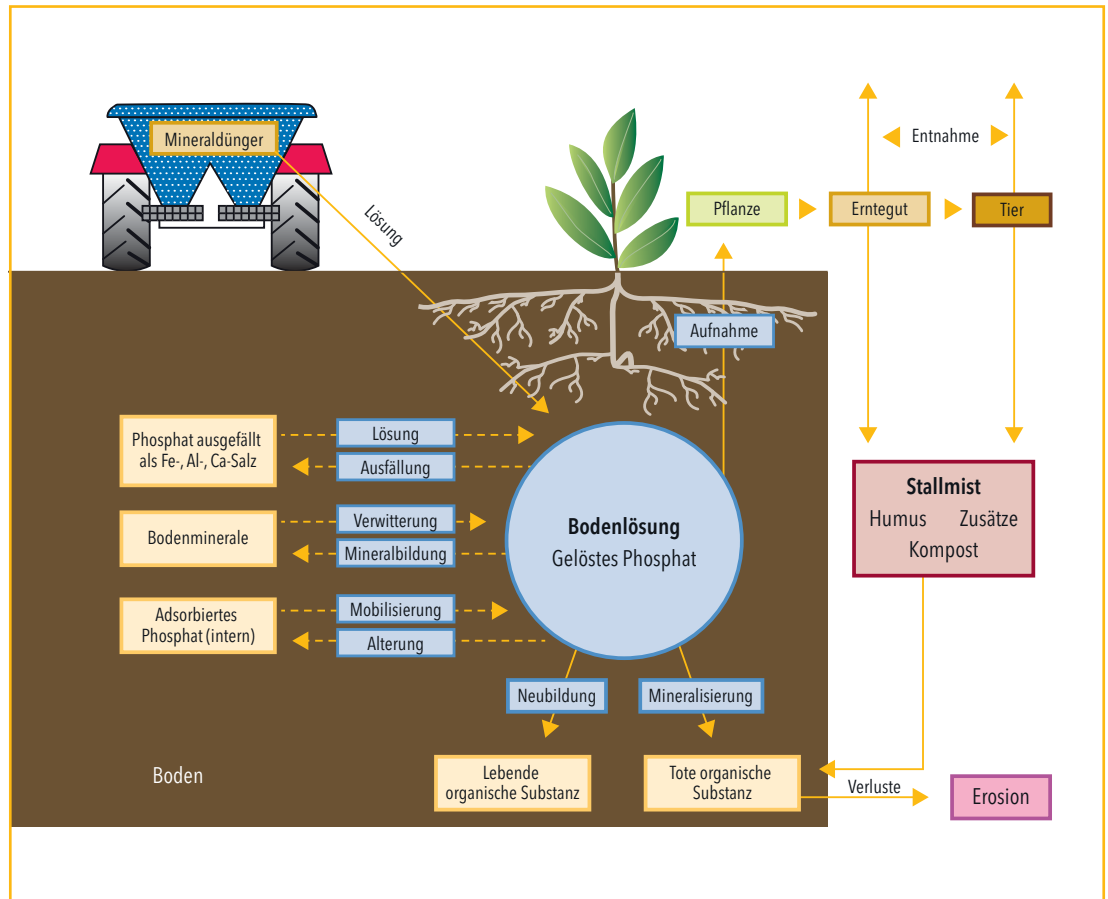 Entnahme
Mineraldünger
Lösung
Pflanze
Erntegut
Tier
Aufnahme
Phosphat ausgefällt
als Fe-, Al-, Ca-Salz
Lösung
Ausfällung
Bodenminerale
Verwitterung
Mineralbildung
Adsorbiertes
Phosphat (intern)
Mobilisierung
Alterung
Bodenlösung
Gelöstes Phosphat
Stallmist
Humus Zusätze
Kompost
Neubildung
Mineralisierung
Boden
Lebende
organische Substanz
Tote organische
Substanz
Verluste
Erosion